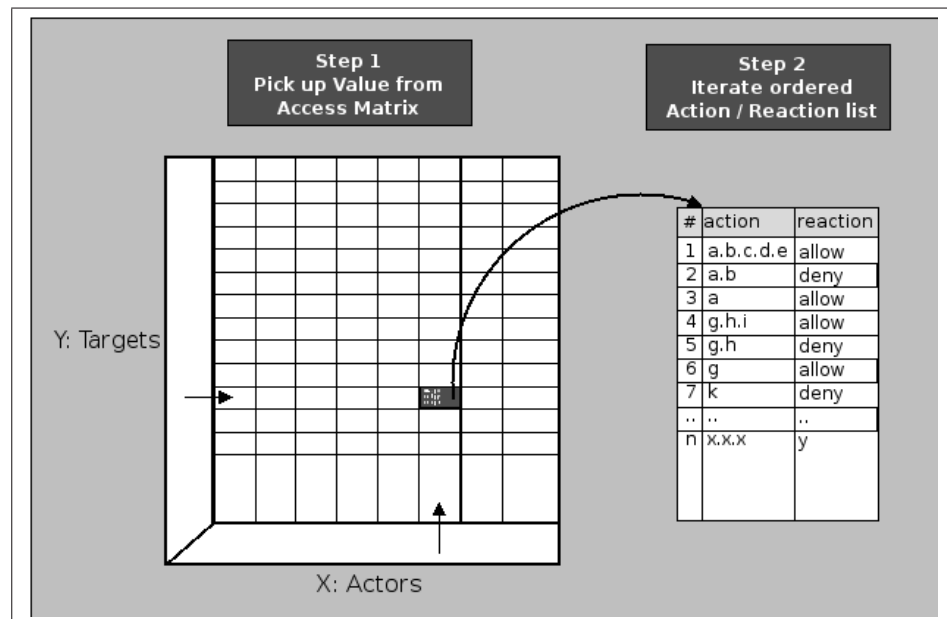 Step 1
Pick up Value from
Access Matrix
Step 2
Iterate ordered
Action / Reaction list
Y: Targets
X: Actors
# action reaction
1 a.b.c.d.e allow
2 a.b deny
3 a allow
4 g.h.i allow
5 g.h deny
6 g allow
7 k deny
.. .. ..
n x.x.x y